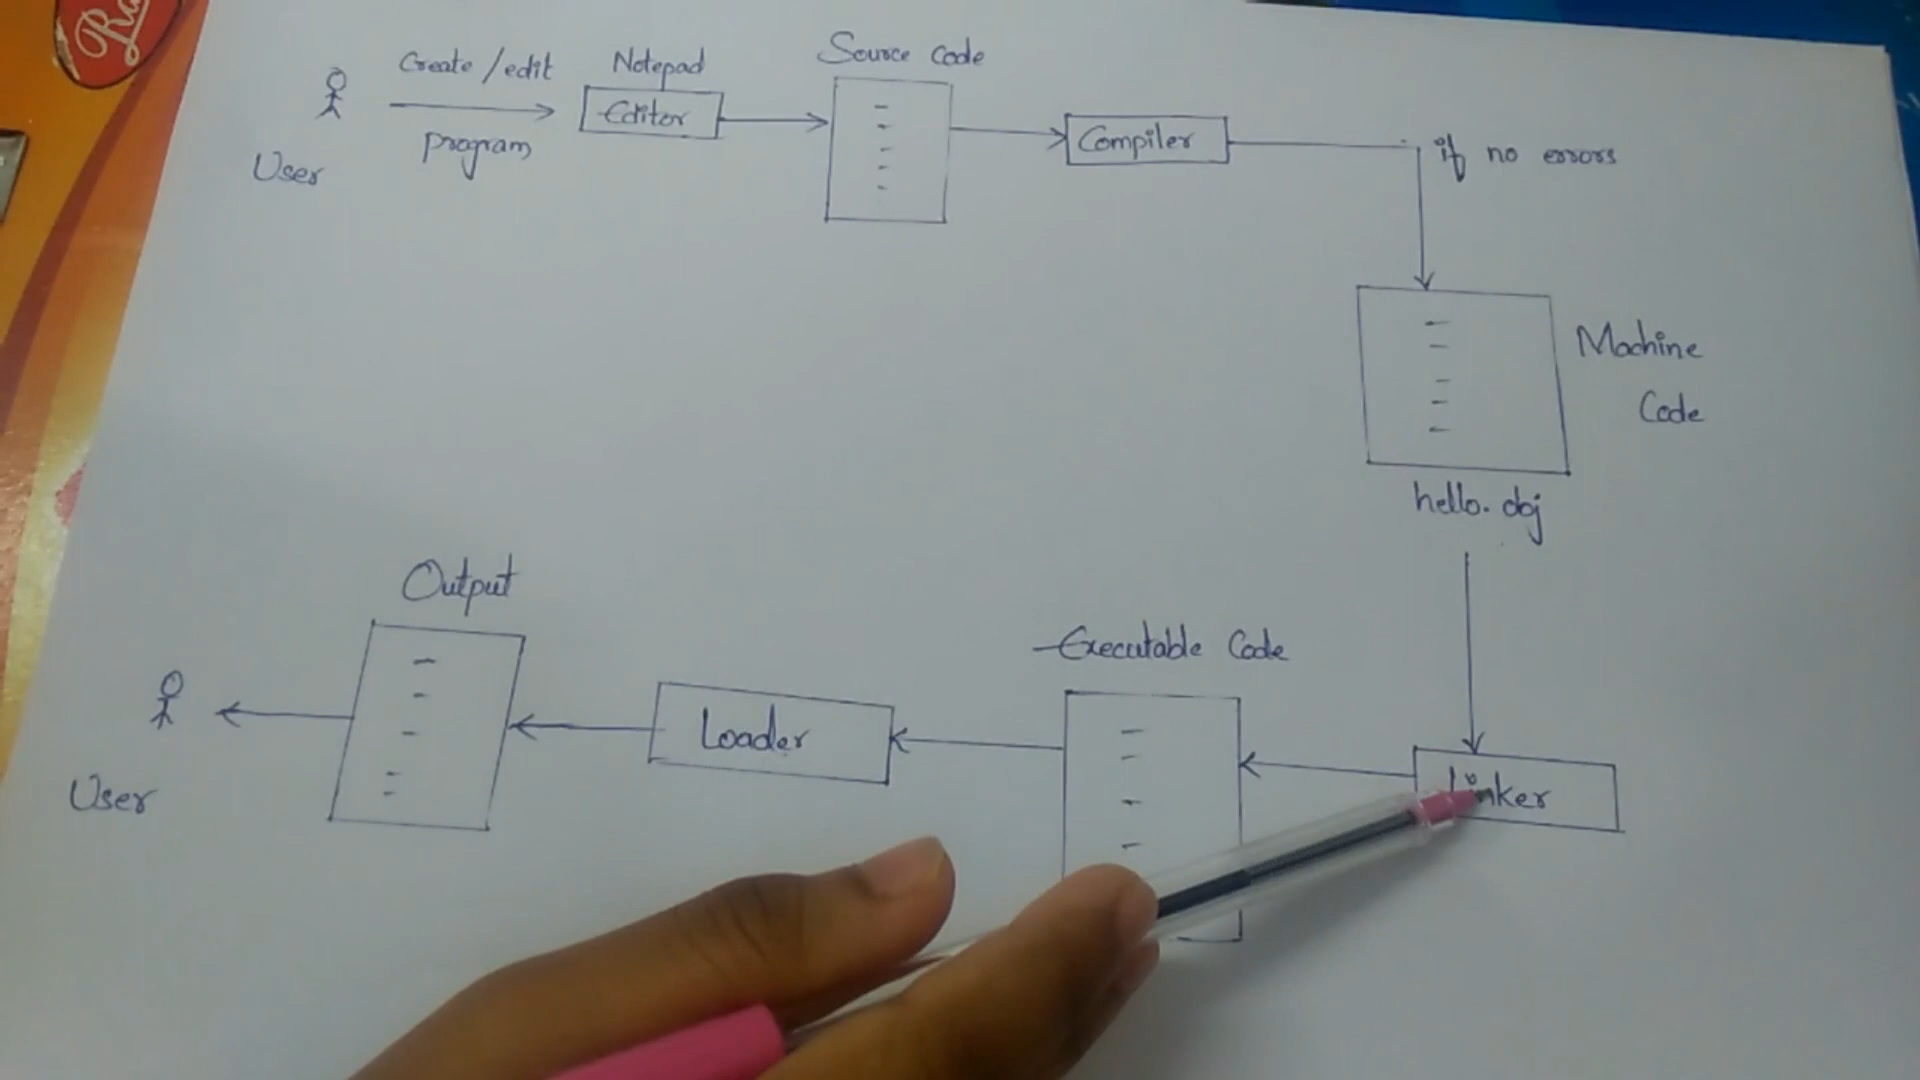 Create/edit
program
User
Notepad
Editor
Source Code
Compiler
if no errors
Machine
Code
hello.obj
Linker
Executable Code
Loader
Output
User